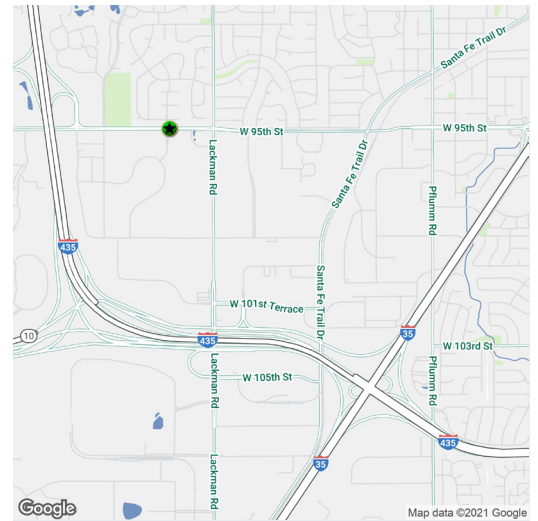 Santa Fe Trail Dr
W 95th St
W 95th St
Lackman Rd
Santa Fe Trail Dr
Pflumm Rd
435
W 101st Terrace
Santa Fe Trail Dr
10
435
35
W 103rd St
Lackman Rd
W 105th St
Pflumm Rd
435
35
Lackman Rd
Google
Map data ©2021 Google